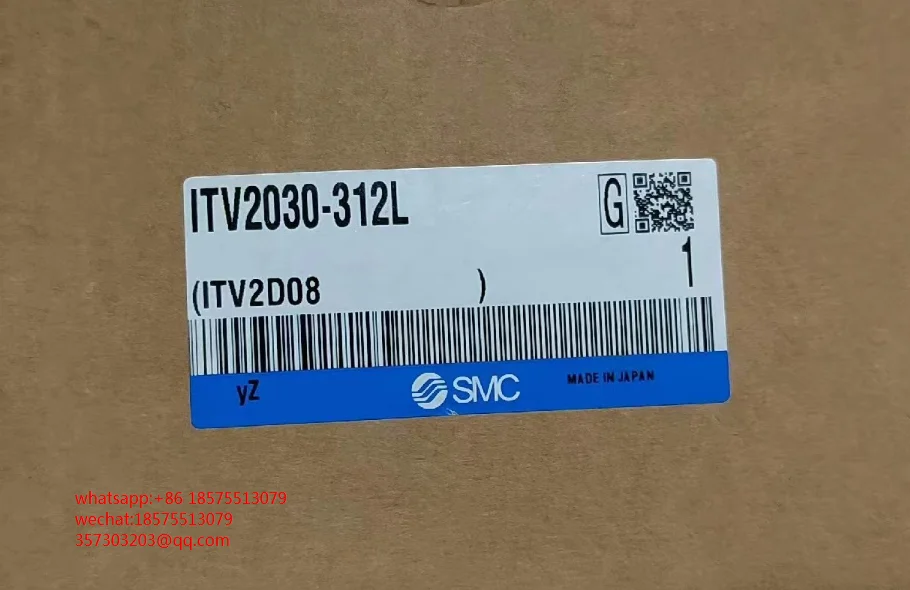 ITV2030-312L
G
1
(ITV2D08 )
yZ
SMC
MADE IN JAPAN
whatsapp:+86 18575513079
wechat:18575513079
357303203@qq.com